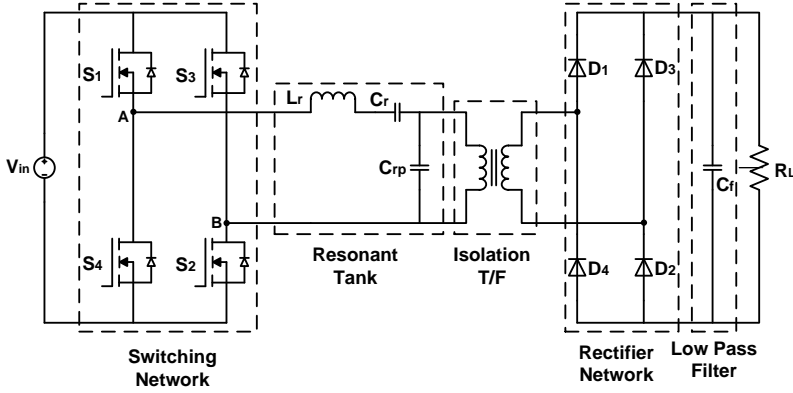 S1
S3
D1
D3
Lr
Cr
A
Vin
Crp
Cf
RL
B
S4
S2
D4
D2
Resonant
Tank
Isolation
T/F
Switching
Network
Rectifier
Network
Low Pass
Filter